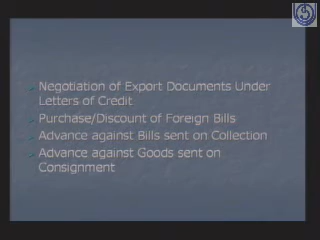 Negotiation of Export Documents Under
Letters of Credit
Purchase/Discount of Foreign Bills
Advance against Bills sent on Collection
Advance against Goods sent on
Consignment